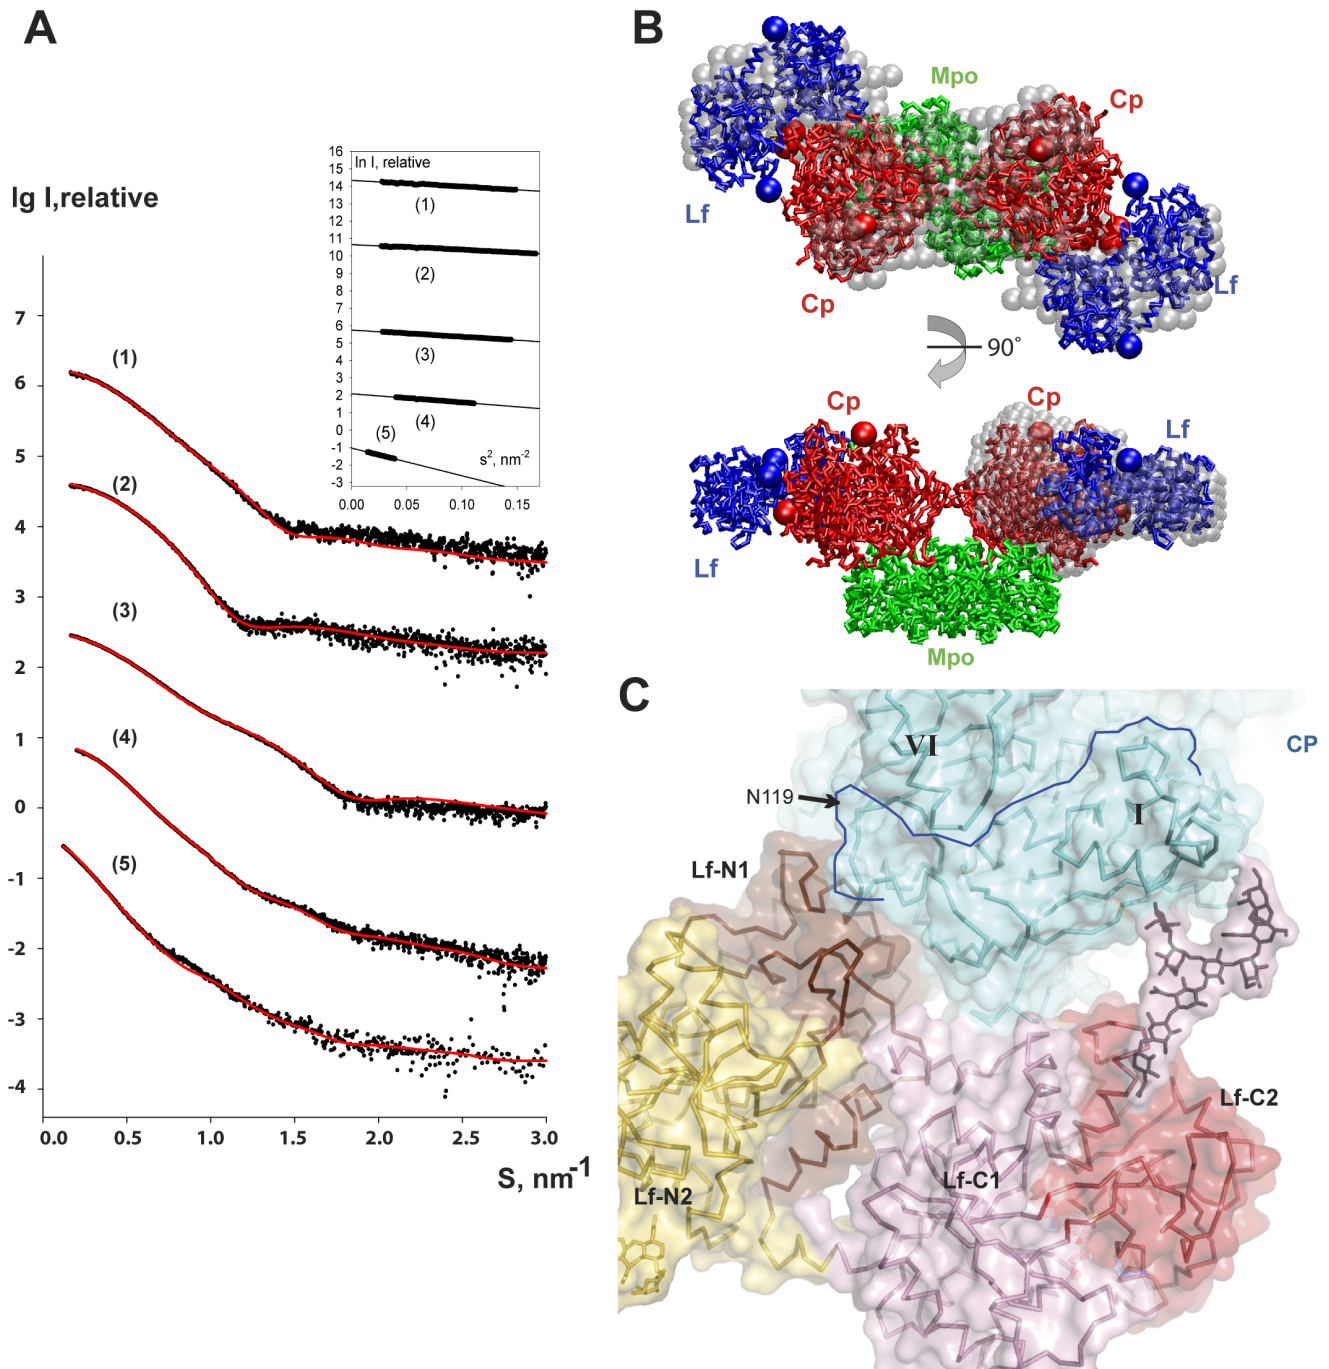 A
lg I,relative
7
6
5
4
3
2
1
0
-1
-2
-3
-4
(1)
(2)
(3)
(4)
(5)
0.0 0.5 1.0 1.5 2.0 2.5 3.0
S, nm-1
ln I, relative
16
15
14
13
12
11
10
9
8
7
6
5
4
3
2
1
0
-1
-2
-3
(1)
(2)
(3)
(4)
(5)
s2, nm-2
0.00 0.05 0.10 0.15
B
Mpo
Cp
Lf
Cp
Lf
90°
Cp
Cp
Lf
Lf
Mpo
C
VI
CP
N119
I
Lf-N1
Lf-C2
Lf-C1
Lf-N2